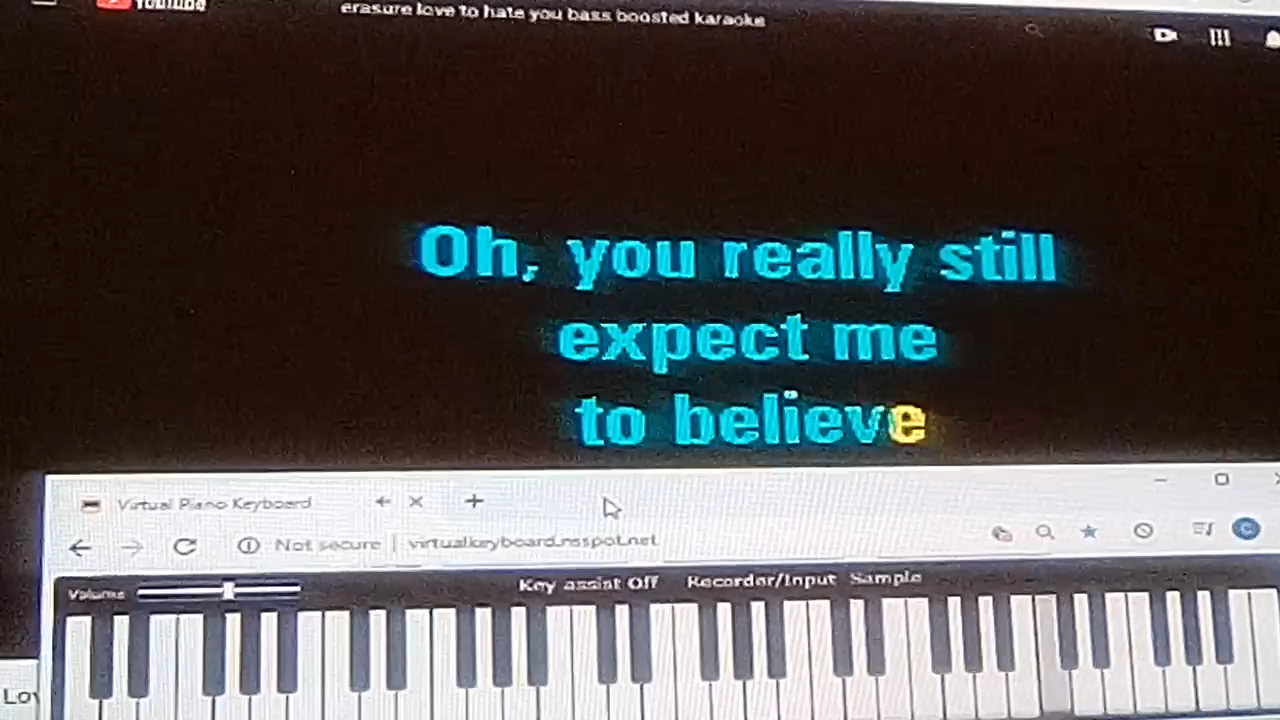 YouTube
erasure love to hate you bass boosted karaoke
Oh, you really still
expect me
to believe
Virtual Piano Keyboard
Not secure | virtualkeyboard.nsspot.net
C
Volume
Key assist Off Recorder/Input Sample
Lov